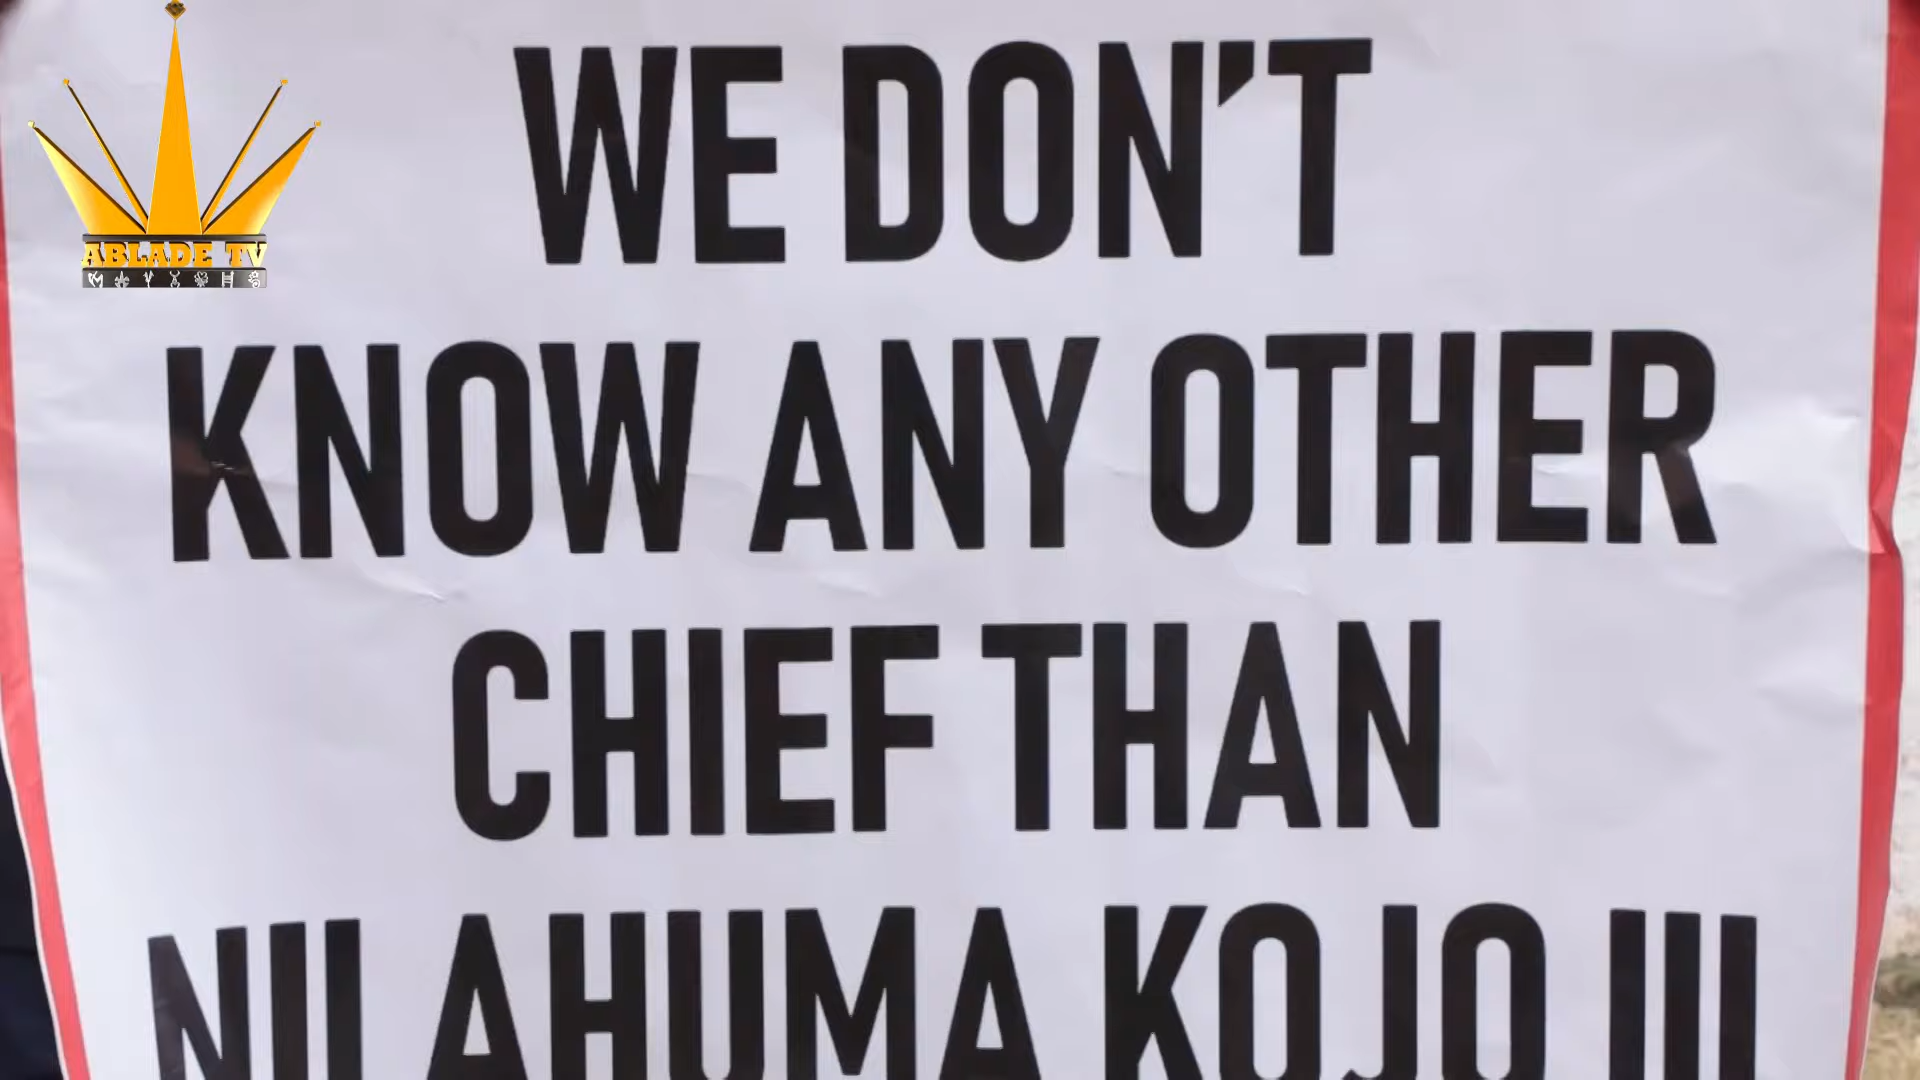 ABLADE TV
WE DON'T
KNOW ANY OTHER
CHIEF THAN
NII AHUMA KOJO III